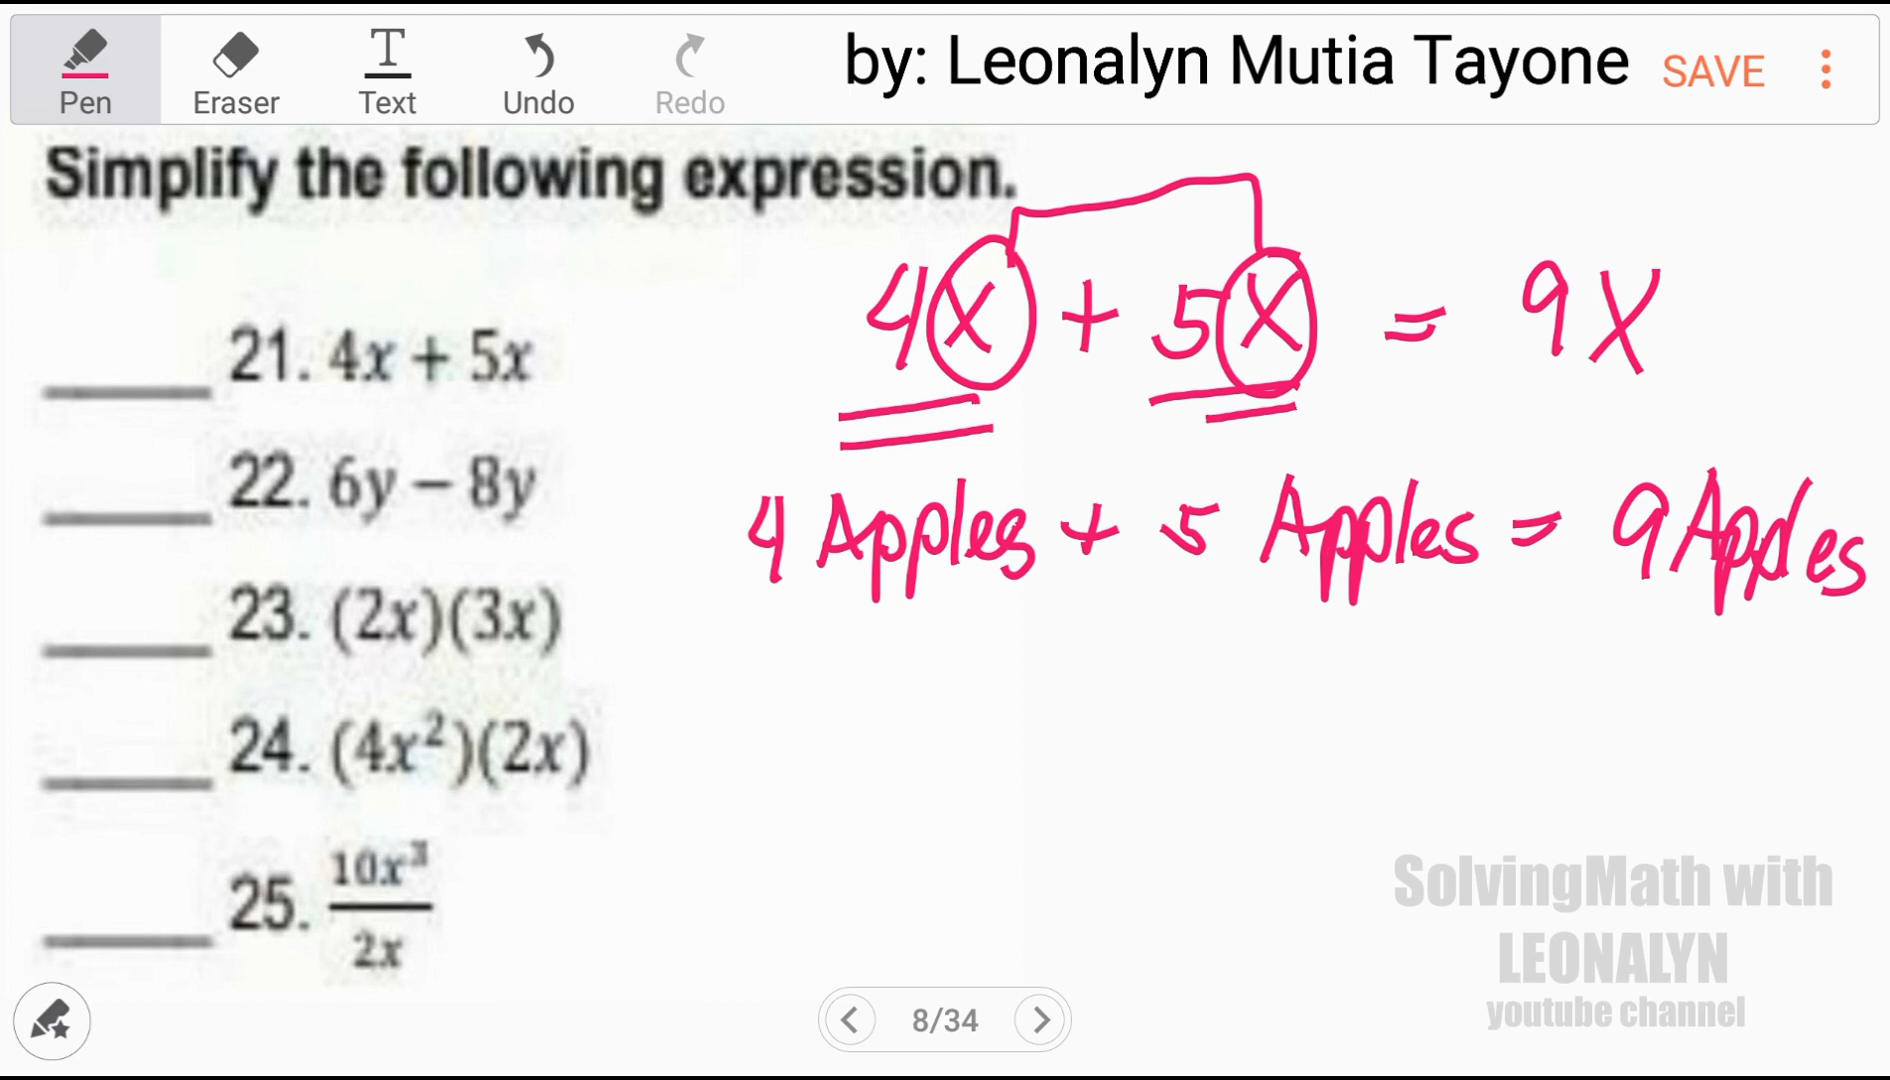 Pen Eraser Text Undo Redo by: Leonalyn Mutia Tayone SAVE
Simplify the following expression.
4x + 5x = 9x
21. 4x + 5x
4 Apples + 5 Apples = 9 Apples
22. 6y − 8y
23. (2x)(3x)
24. (4x²)(2x)
25. 10x³
2x
SolvingMath with
LEONALYN
youtube channel
8/34